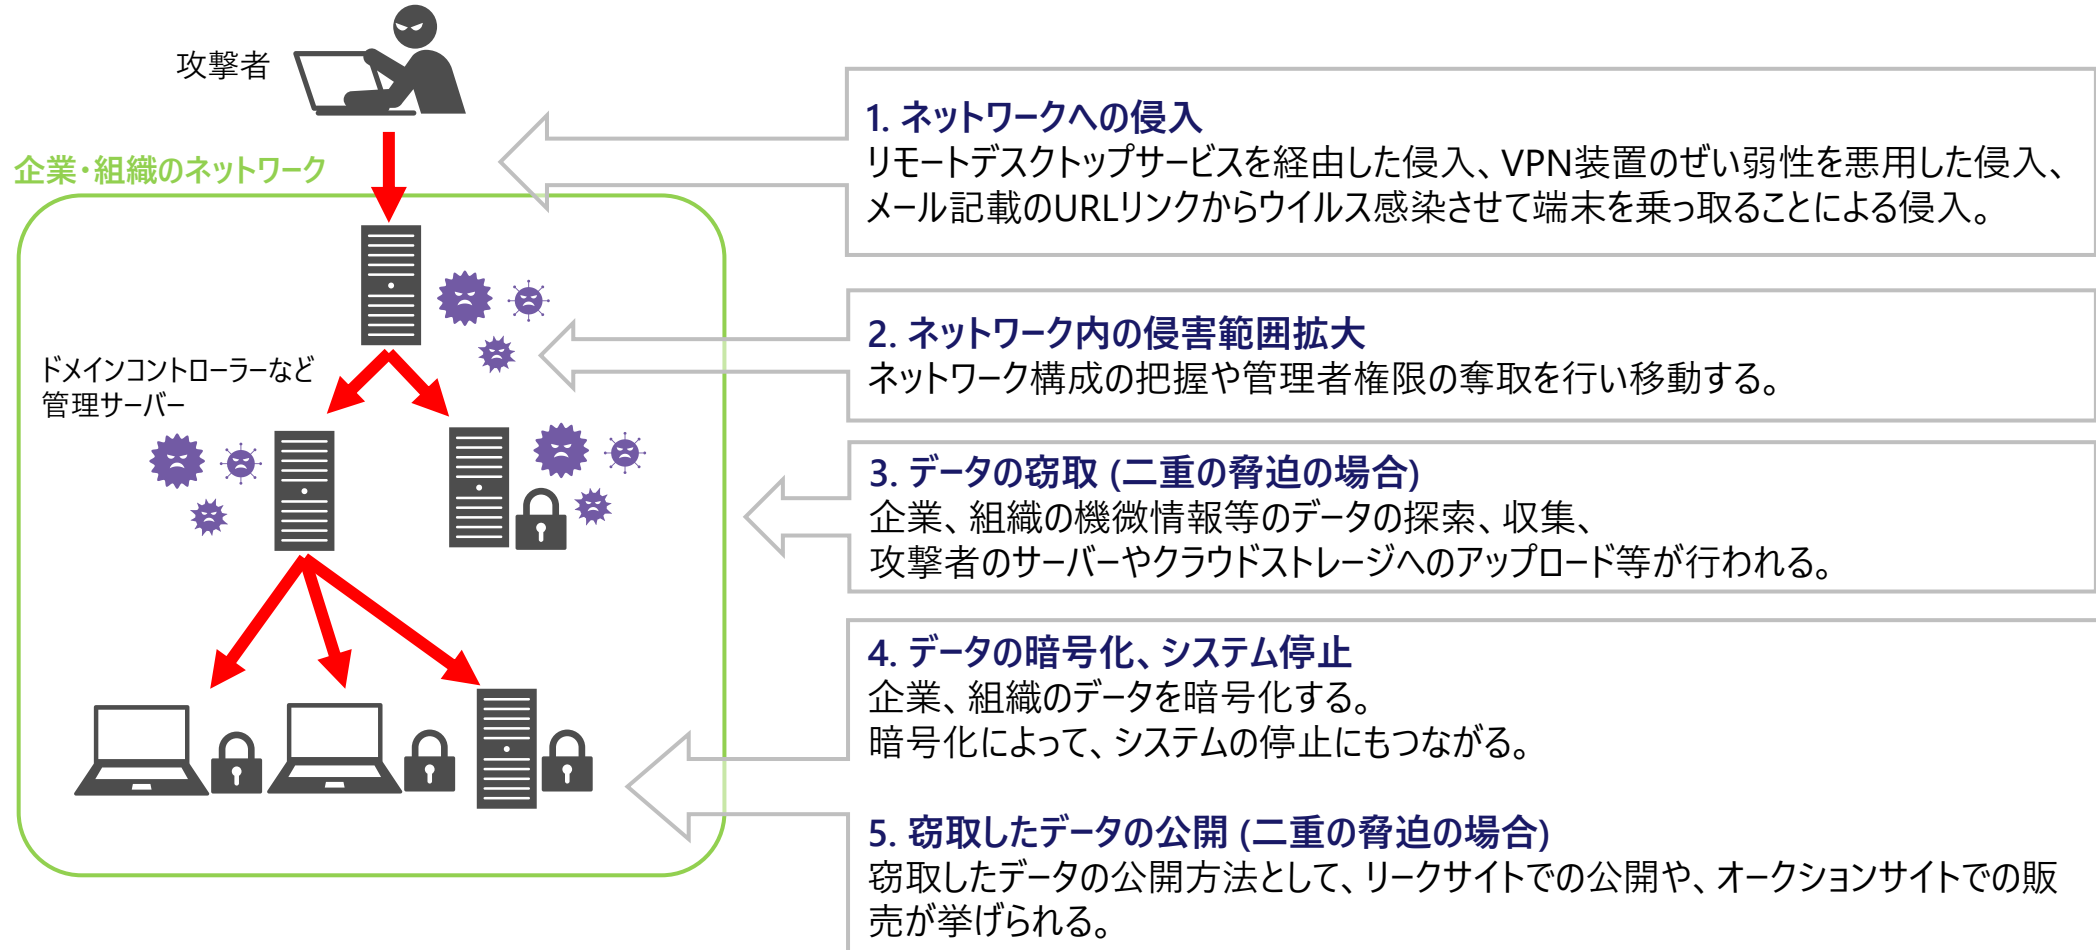 攻撃者
企業・組織のネットワーク
ドメインコントローラーなど
管理サーバー
1. ネットワークへの侵入
リモートデスクトップサービスを経由した侵入、VPN装置のぜい弱性を悪用した侵入、
メール記載のURLリンクからウイルス感染させて端末を乗っ取ることによる侵入。
2. ネットワーク内の侵害範囲拡大
ネットワーク構成の把握や管理者権限の奪取を行い移動する。
3. データの窃取 (二重の脅迫の場合)
企業、組織の機微情報等のデータの探索、収集、
攻撃者のサーバーやクラウドストレージへのアップロード等が行われる。
4. データの暗号化、システム停止
企業、組織のデータを暗号化する。
暗号化によって、システムの停止にもつながる。
5. 窃取したデータの公開 (二重の脅迫の場合)
窃取したデータの公開方法として、リークサイトでの公開や、オークションサイトでの販
売が挙げられる。